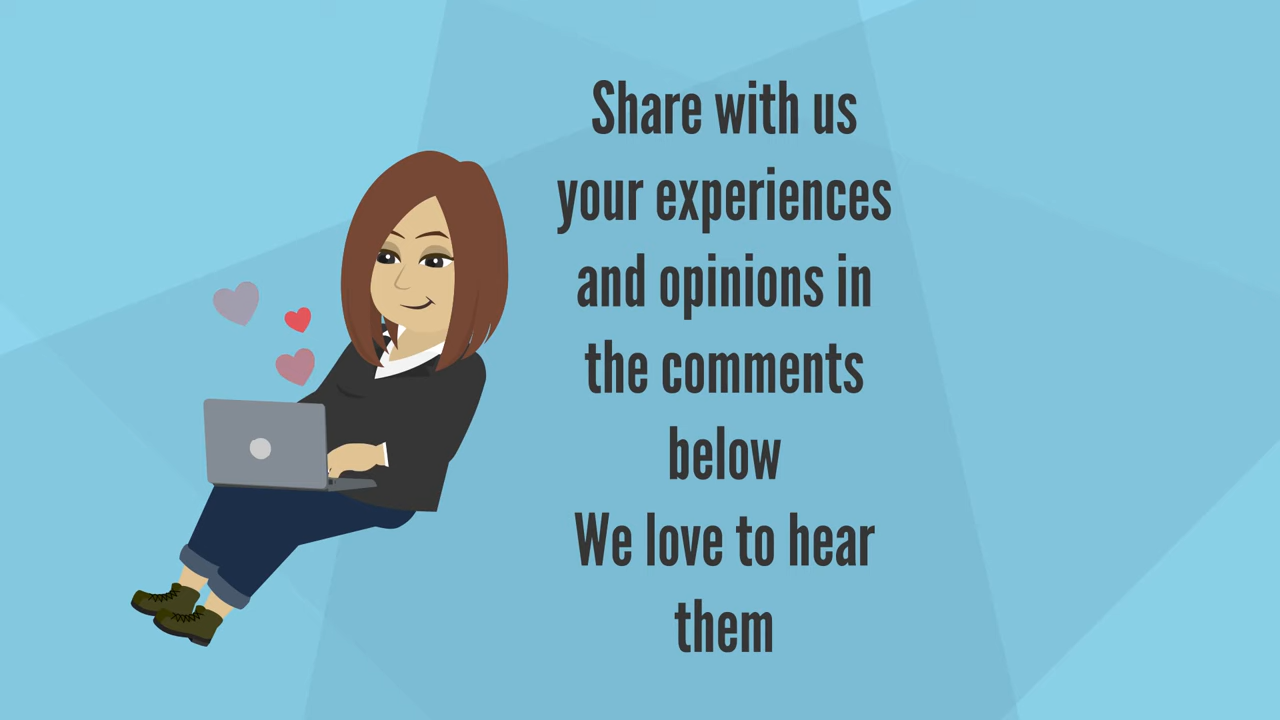 Share with us
your experiences
and opinions in
the comments
below
We love to hear
them